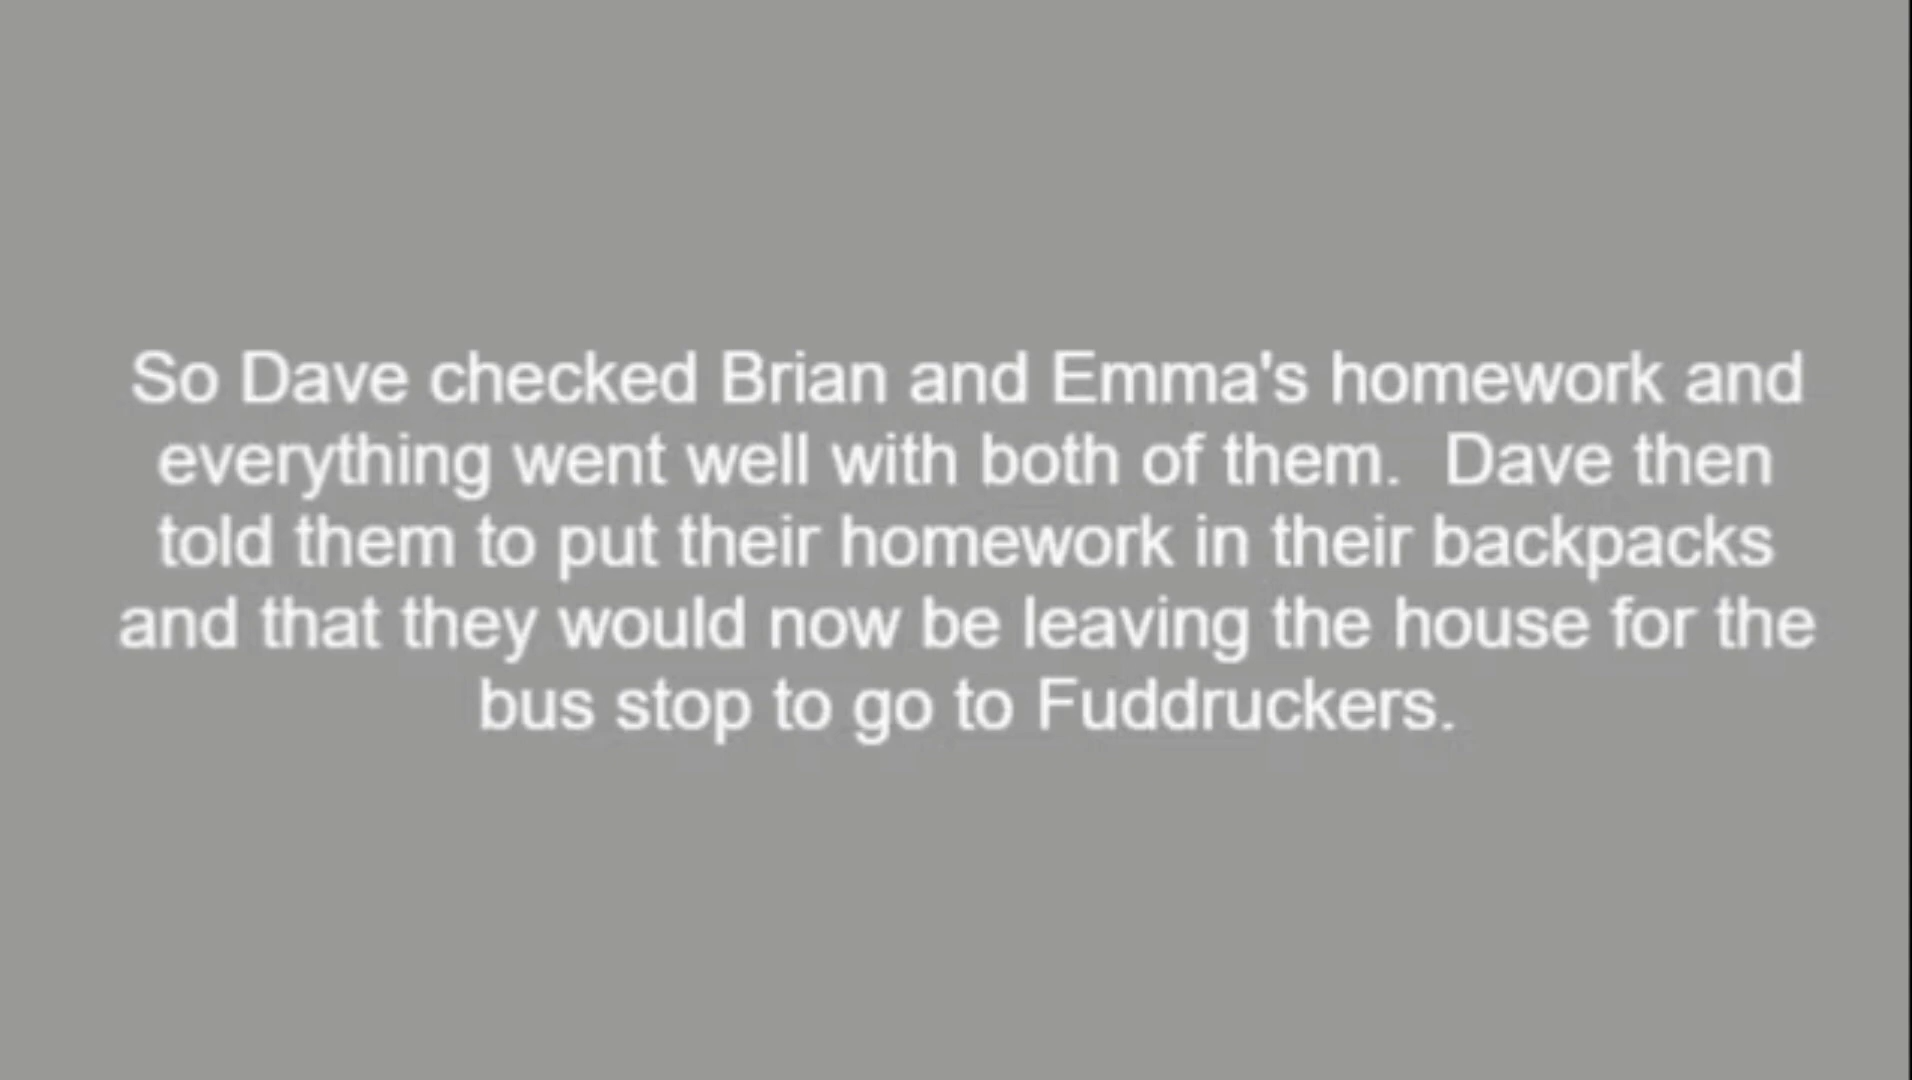 So Dave checked Brian and Emma's homework and
everything went well with both of them.  Dave then
told them to put their homework in their backpacks
and that they would now be leaving the house for the
bus stop to go to Fuddruckers.